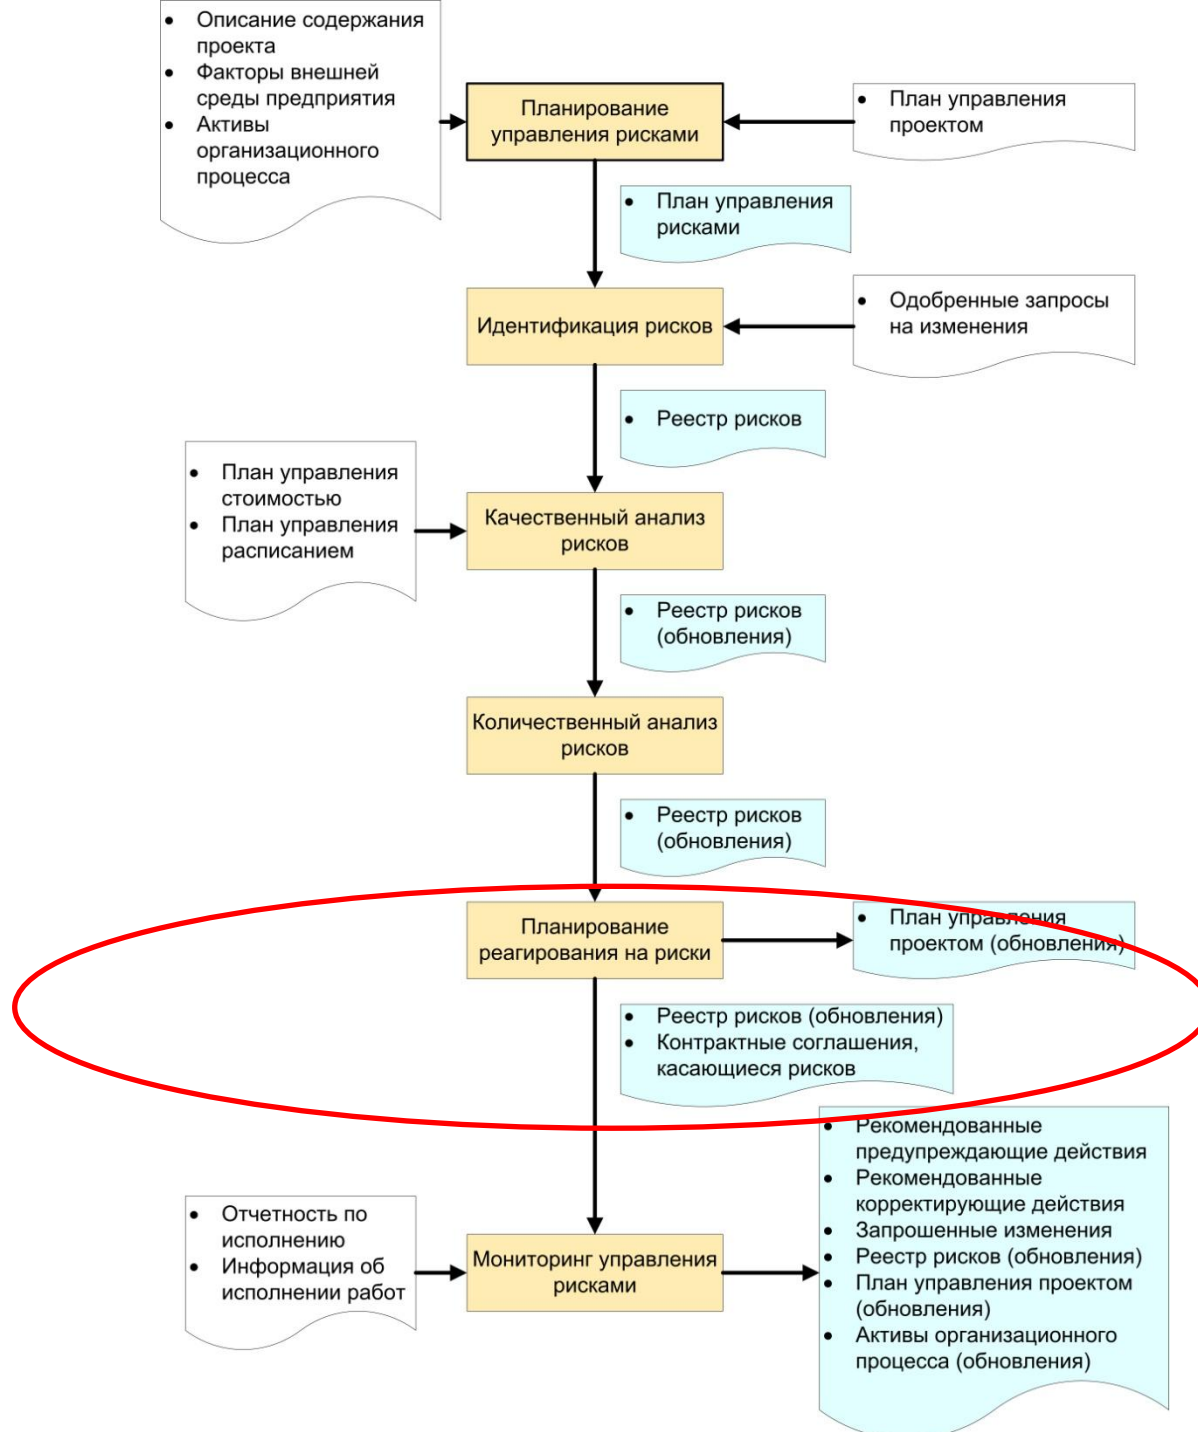 • Описание содержания
проекта
• Факторы внешней
среды предприятия
• Активы
организационного
процесса
Планирование
управления рисками
• План управления
проектом
• План управления
рисками
Идентификация рисков
• Одобренные запросы
на изменения
• Реестр рисков
• План управления
стоимостью
• План управления
расписанием
Качественный анализ
рисков
• Реестр рисков
(обновления)
Количественный анализ
рисков
• Реестр рисков
(обновления)
Планирование
реагирования на риски
• План управления
проектом (обновления)
• Реестр рисков (обновления)
• Контрактные соглашения,
касающиеся рисков
• Отчетность по
исполнению
• Информация об
исполнении работ
Мониторинг управления
рисками
• Рекомендованные
предупреждающие действия
• Рекомендованные
корректирующие действия
• Запрошенные изменения
• Реестр рисков (обновления)
• План управления проектом
(обновления)
• Активы организационного
процесса (обновления)